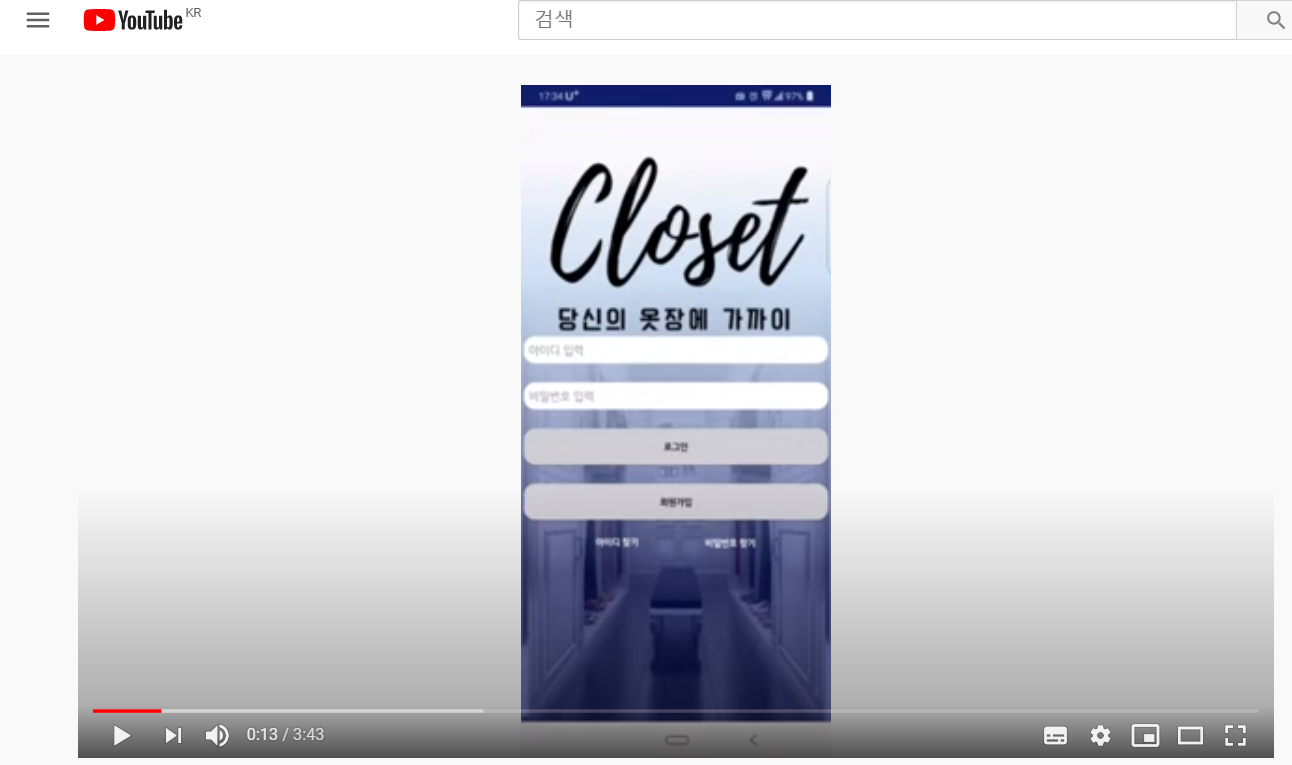 YouTube KR
검색
17:34 U+
97%
Closet
당신의 옷장에 가까이
아이디 입력
비밀번호 입력
로그인
회원가입
아이디 찾기
비밀번호 찾기
0:13 / 3:43